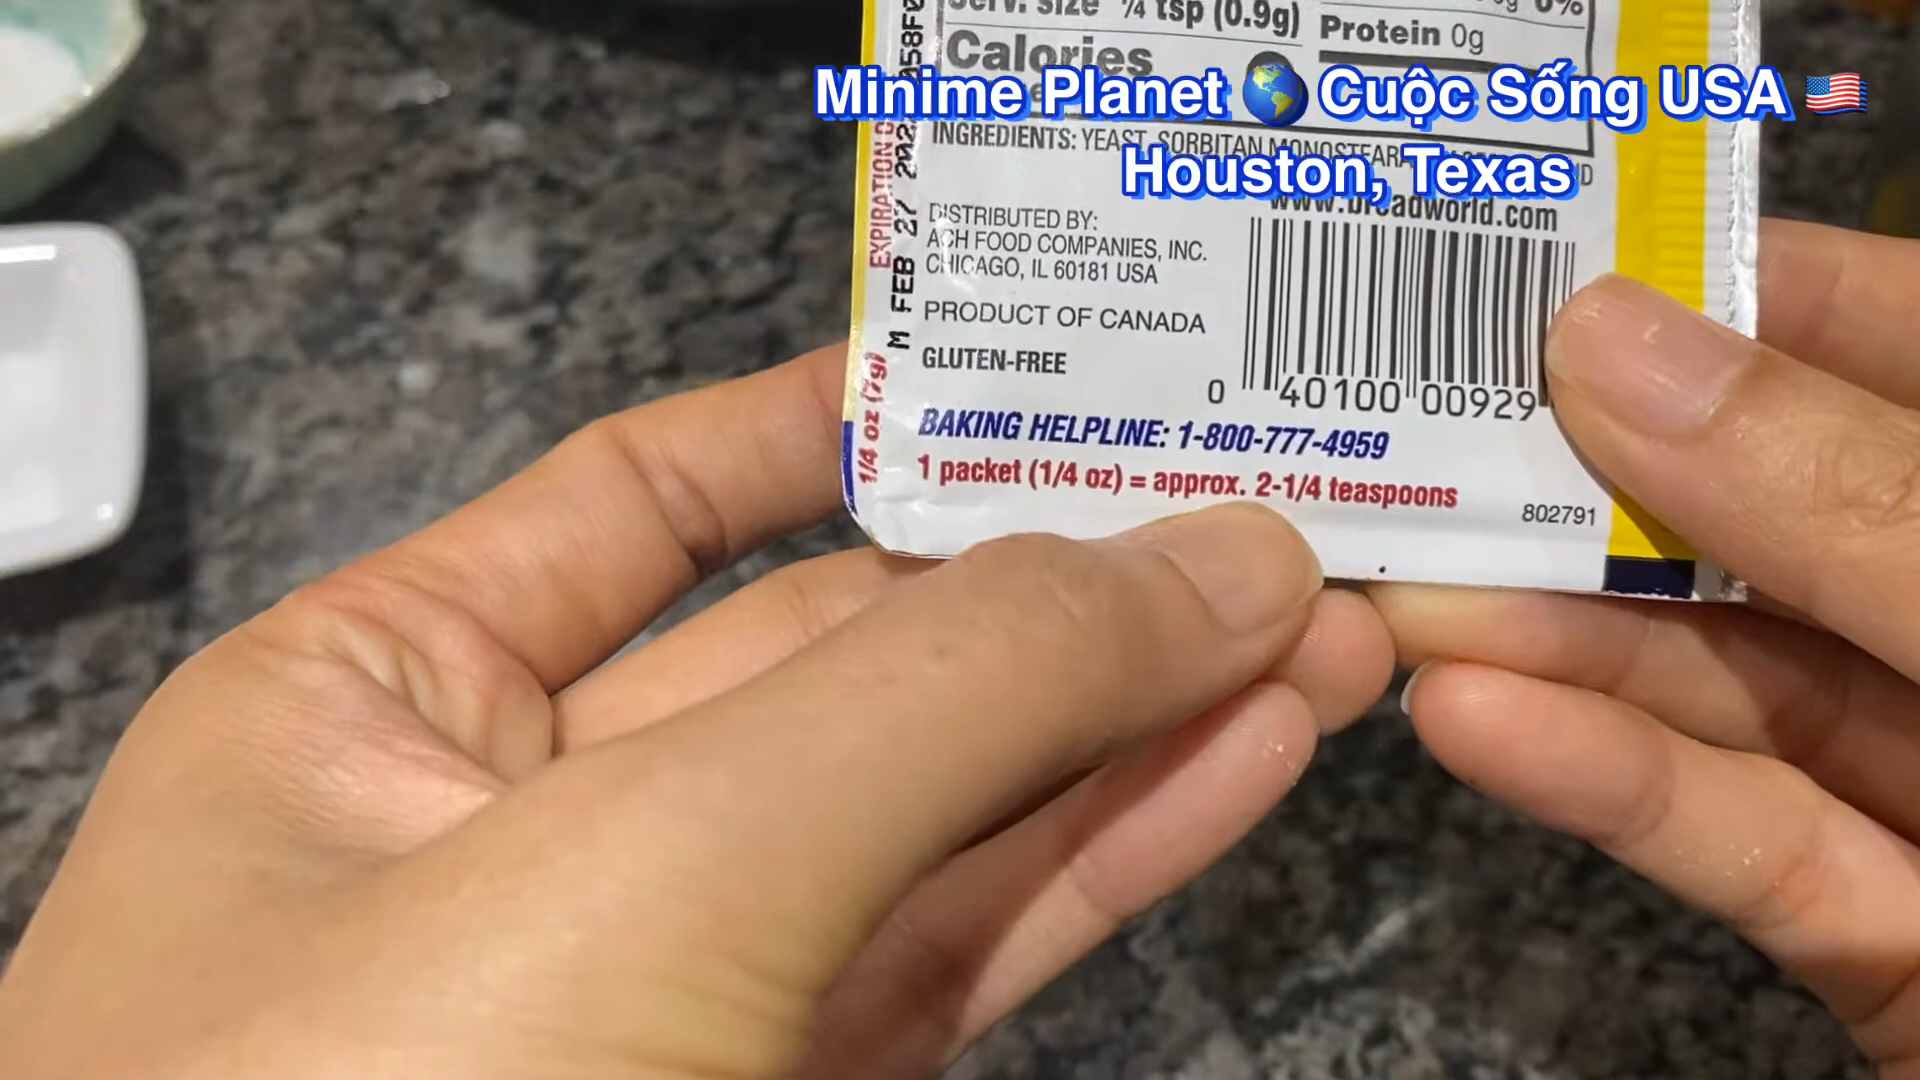 Serv. size ¼ tsp (0.9g)
Calories
0%
Protein 0g
Minime Planet 🌎 Cuộc Sống USA 🇺🇸
Houston, Texas
INGREDIENTS: YEAST, SORBITAN MONOSTEARA
www.breadworld.com
DISTRIBUTED BY:
ACH FOOD COMPANIES, INC.
CHICAGO, IL 60181 USA
PRODUCT OF CANADA
GLUTEN-FREE
0 40100 00929
BAKING HELPLINE: 1-800-777-4959
1 packet (1/4 oz) = approx. 2-1/4 teaspoons
802791
EXPIRATION
M FEB 27
1/4 oz (7g)